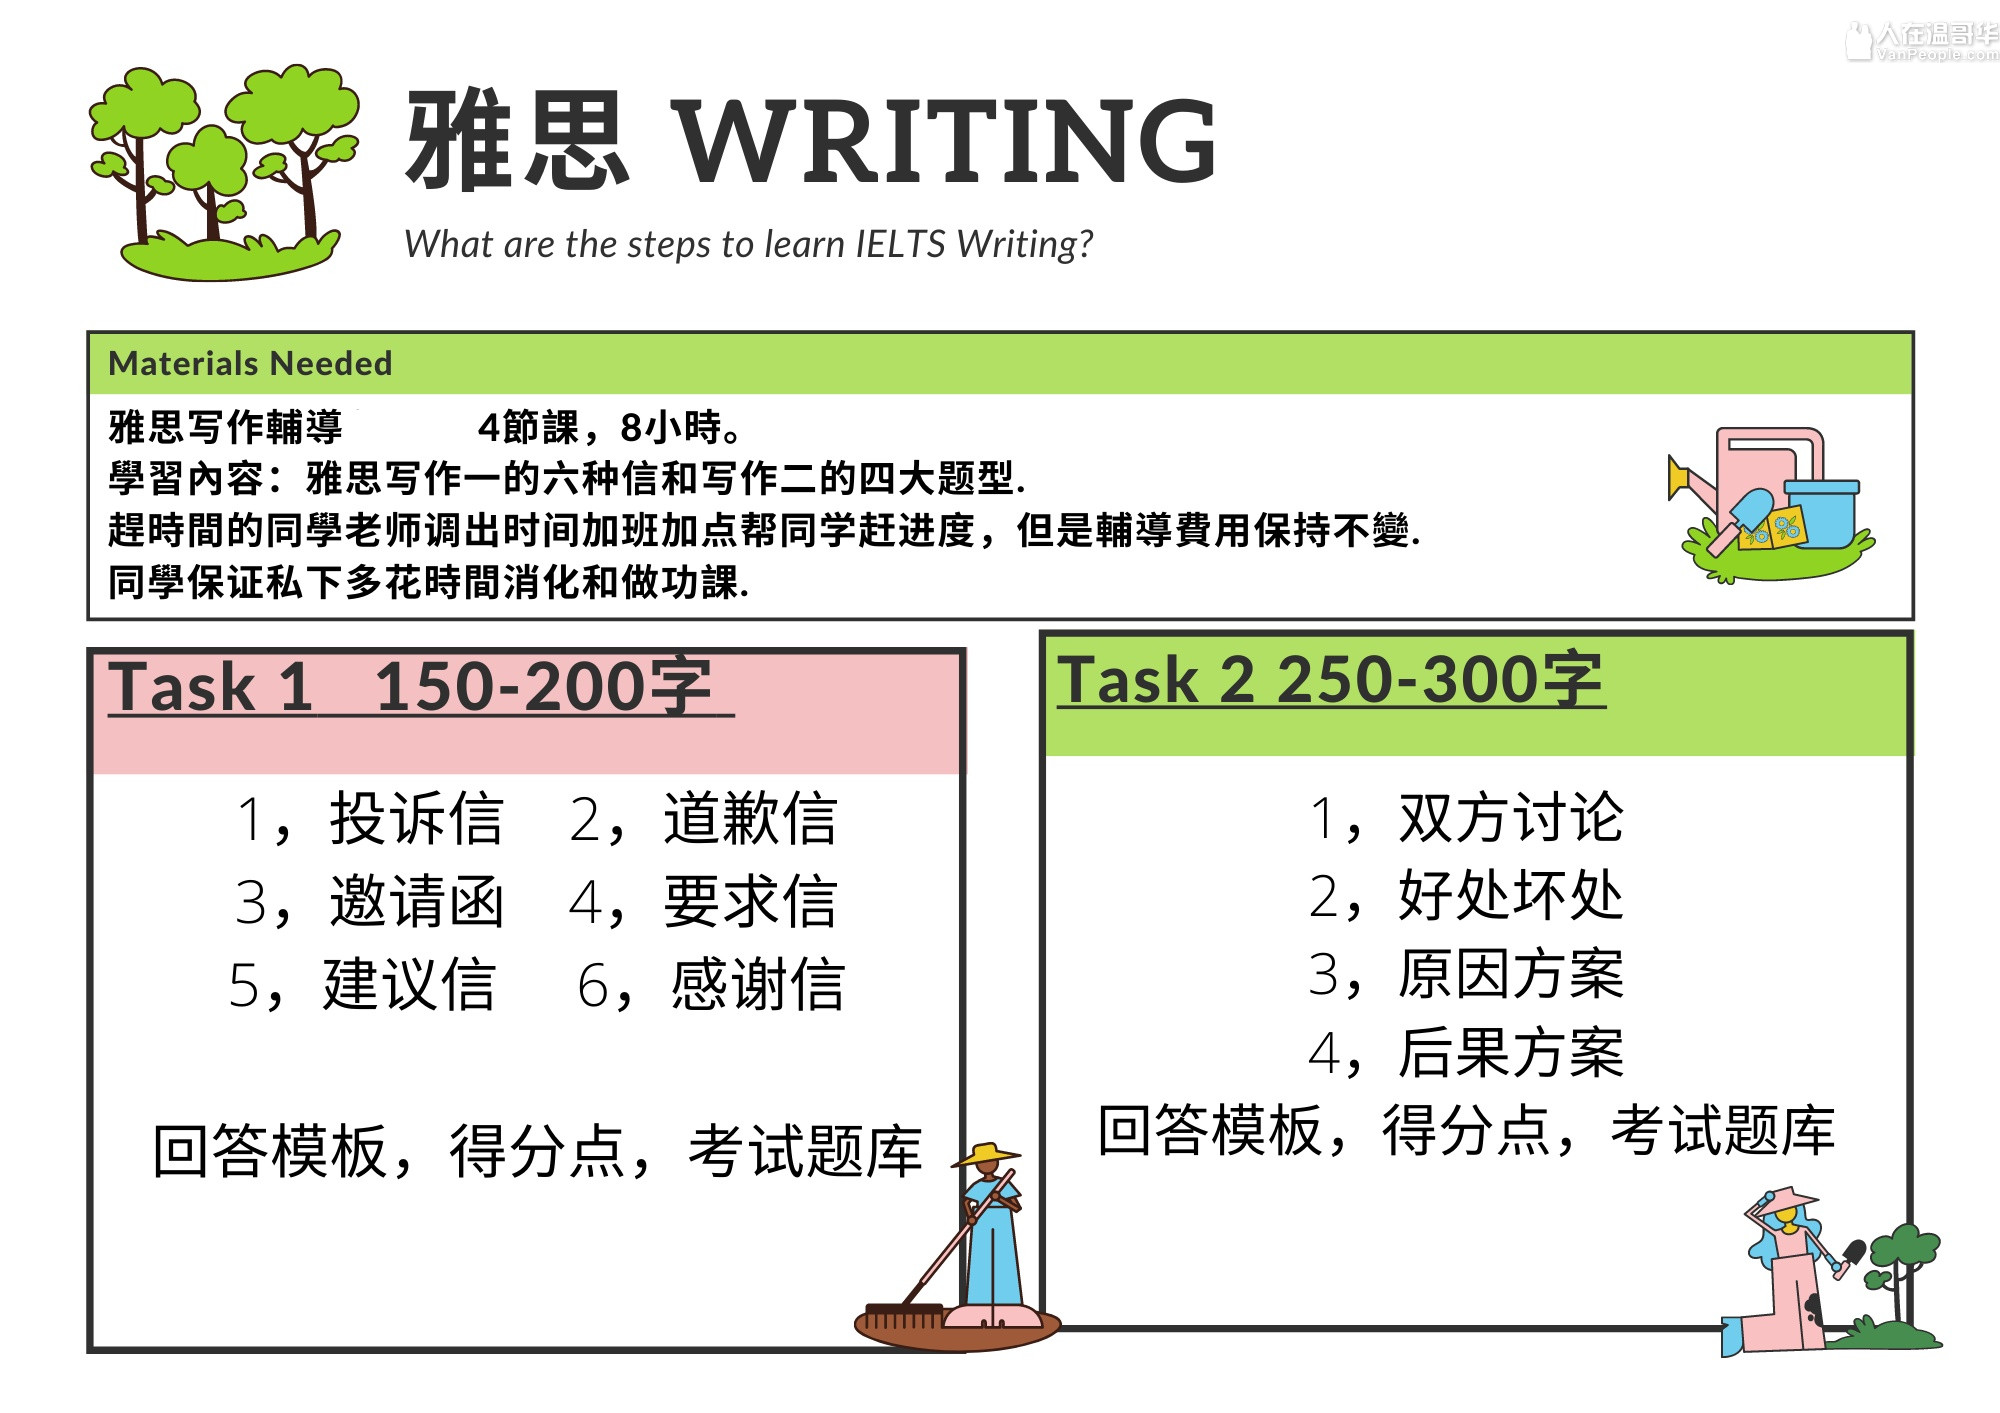 人在温哥华
VanPeople.com
雅思 WRITING
What are the steps to learn IELTS Writing?
Materials Needed
雅思写作輔導 4節課，8小時。
學習內容：雅思写作一的六种信和写作二的四大题型.
趕時間的同學老师调出时间加班加点帮同学赶进度，但是輔導費用保持不變.
同學保证私下多花時間消化和做功課.
Task 1 150-200字
1，投诉信 2，道歉信
3，邀请函 4，要求信
5，建议信 6，感谢信
回答模板，得分点，考试题库
Task 2 250-300字
1，双方讨论
2，好处坏处
3，原因方案
4，后果方案
回答模板，得分点，考试题库